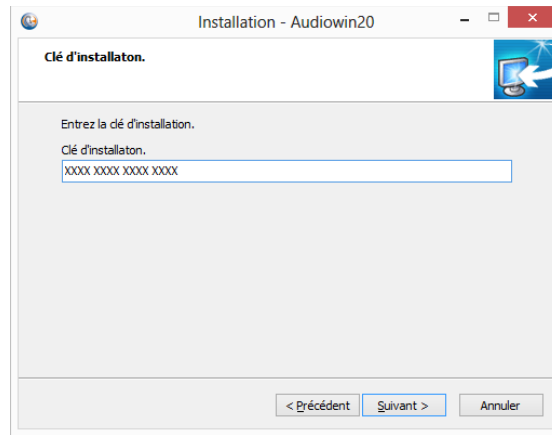 Installation - Audiowin20
Clé d'installaton.
Entrez la clé d'installation.
Clé d'installaton.
XXXX XXXX XXXX XXXX
< Précédent
Suivant >
Annuler